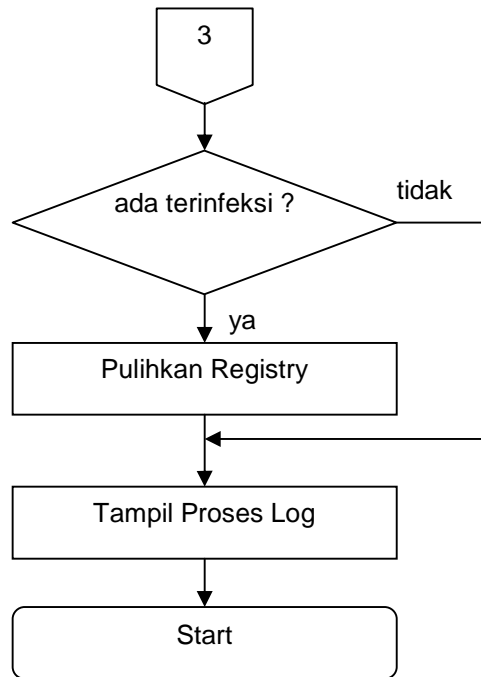 3
ada terinfeksi ?
tidak
ya
Pulihkan Registry
Tampil Proses Log
Start